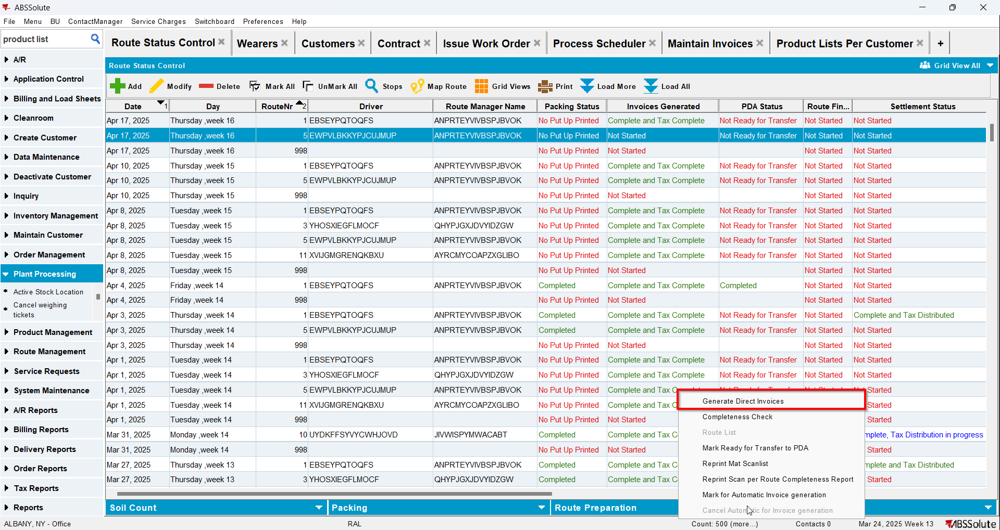 ABSSolute
File Menu BU ContactManager Service Charges Switchboard Preferences Help
product list
Route Status Control Wearers Customers Contract Issue Work Order Process Scheduler Maintain Invoices Product Lists Per Customer +
A/R
Application Control
Billing and Load Sheets
Cleanroom
Create Customer
Data Maintenance
Deactivate Customer
Inquiry
Inventory Management
Maintain Customer
Order Management
Plant Processing
Active Stock Location
Cancel weighing
tickets
Product Management
Route Management
Service Requests
System Maintenance
A/R Reports
Billing Reports
Delivery Reports
Order Reports
Tax Reports
Reports
Route Status Control Grid View All
Add Modify Delete Mark All UnMark All Stops Map Route Grid Views Print Load More Load All
Date 1 Day RouteNr 2 Driver Route Manager Name Packing Status Invoices Generated PDA Status Route Fin... Settlement Status
Apr 17, 2025 Thursday ,week 16 1 EBSEYPQTOQFS ANPRTEYVIVBSPJBVOK No Put Up Printed Complete and Tax Complete Not Ready for Transfer Not Started Not Started
Apr 17, 2025 Thursday ,week 16 5 EWPVLBKKYPJCUJMUP ANPRTEYVIVBSPJBVOK No Put Up Printed Not Started Not Ready for Transfer Not Started Not Started
Apr 17, 2025 Thursday ,week 16 998 No Put Up Printed Not Started Not Started Not Started
Apr 10, 2025 Thursday ,week 15 1 EBSEYPQTOQFS ANPRTEYVIVBSPJBVOK No Put Up Printed Complete and Tax Complete Not Ready for Transfer Not Started Not Started
Apr 10, 2025 Thursday ,week 15 5 EWPVLBKKYPJCUJMUP ANPRTEYVIVBSPJBVOK No Put Up Printed Complete and Tax Complete Not Ready for Transfer Not Started Not Started
Apr 10, 2025 Thursday ,week 15 998 No Put Up Printed Not Started Not Started Not Started
Apr 8, 2025 Tuesday ,week 15 1 EBSEYPQTOQFS ANPRTEYVIVBSPJBVOK No Put Up Printed Complete and Tax Complete Not Ready for Transfer Not Started Not Started
Apr 8, 2025 Tuesday ,week 15 3 YHOSXIEGFLMOCF QHYPJGXJDVYIDZGW No Put Up Printed Complete and Tax Complete Not Ready for Transfer Not Started Not Started
Apr 8, 2025 Tuesday ,week 15 5 EWPVLBKKYPJCUJMUP ANPRTEYVIVBSPJBVOK No Put Up Printed Complete and Tax Complete Not Ready for Transfer Not Started Not Started
Apr 8, 2025 Tuesday ,week 15 11 XVIJGMGRENQKBXU AYRCMYCOAPZXGLIBO No Put Up Printed Complete and Tax Complete Not Ready for Transfer Not Started Not Started
Apr 8, 2025 Tuesday ,week 15 998 No Put Up Printed Not Started Not Started Not Started
Apr 4, 2025 Friday ,week 14 1 EBSEYPQTOQFS ANPRTEYVIVBSPJBVOK Completed Complete and Tax Complete Completed Not Started Not Started
Apr 4, 2025 Friday ,week 14 998 No Put Up Printed Not Started Not Started Not Started
Apr 3, 2025 Thursday ,week 14 1 EBSEYPQTOQFS ANPRTEYVIVBSPJBVOK Completed Complete and Tax Complete Not Ready for Transfer Not Started Complete and Tax Distributed
Apr 3, 2025 Thursday ,week 14 5 EWPVLBKKYPJCUJMUP ANPRTEYVIVBSPJBVOK Completed Complete and Tax Complete Not Ready for Transfer Not Started Not Started
Apr 3, 2025 Thursday ,week 14 998 No Put Up Printed Not Started Not Started Not Started
Apr 1, 2025 Tuesday ,week 14 1 EBSEYPQTOQFS ANPRTEYVIVBSPJBVOK No Put Up Printed Complete and Tax Complete Not Ready for Transfer Not Started Not Started
Apr 1, 2025 Tuesday ,week 14 3 YHOSXIEGFLMOCF QHYPJGXJDVYIDZGW No Put Up Printed Complete and Tax Complete Not Ready for Transfer Not Started Not Started
Apr 1, 2025 Tuesday ,week 14 5 EWPVLBKKYPJCUJMUP ANPRTEYVIVBSPJBVOK No Put Up Printed Complete and Tax Started
Apr 1, 2025 Tuesday ,week 14 11 XVIJGMGRENQKBXU AYRCMYCOAPZXGLIBO No Put Up Printed Complete and Tax C Started
Apr 1, 2025 Tuesday ,week 14 998 No Put Up Printed Not Started Started
Mar 31, 2025 Monday ,week 14 10 UYDKFFSYVYCWHJOVD JIVWISPYMWACABT Completed Complete and Tax C mplete, Tax Distribution in progress
Mar 31, 2025 Monday ,week 14 998 No Put Up Printed Not Started Started
Mar 27, 2025 Thursday ,week 13 1 EBSEYPQTOQFS ANPRTEYVIVBSPJBVOK Completed Complete and Tax C mplete and Tax Distributed
Mar 27, 2025 Thursday ,week 13 3 YHOSXIEGFLMOCF QHYPJGXJDVYIDZGW Completed Complete and Tax C Started
Generate Direct Invoices
Completeness Check
Route List
Mark Ready for Transfer to PDA
Reprint Mat Scanlist
Reprint Scan per Route Completeness Report
Mark for Automatic Invoice generation
Cancel Automatic for Invoice generation
Soil Count Packing Route Preparation
ALBANY, NY - Office RAL Count: 500 (more...) Contacts 0 Mar 24, 2025 Week 13 ABSSolute